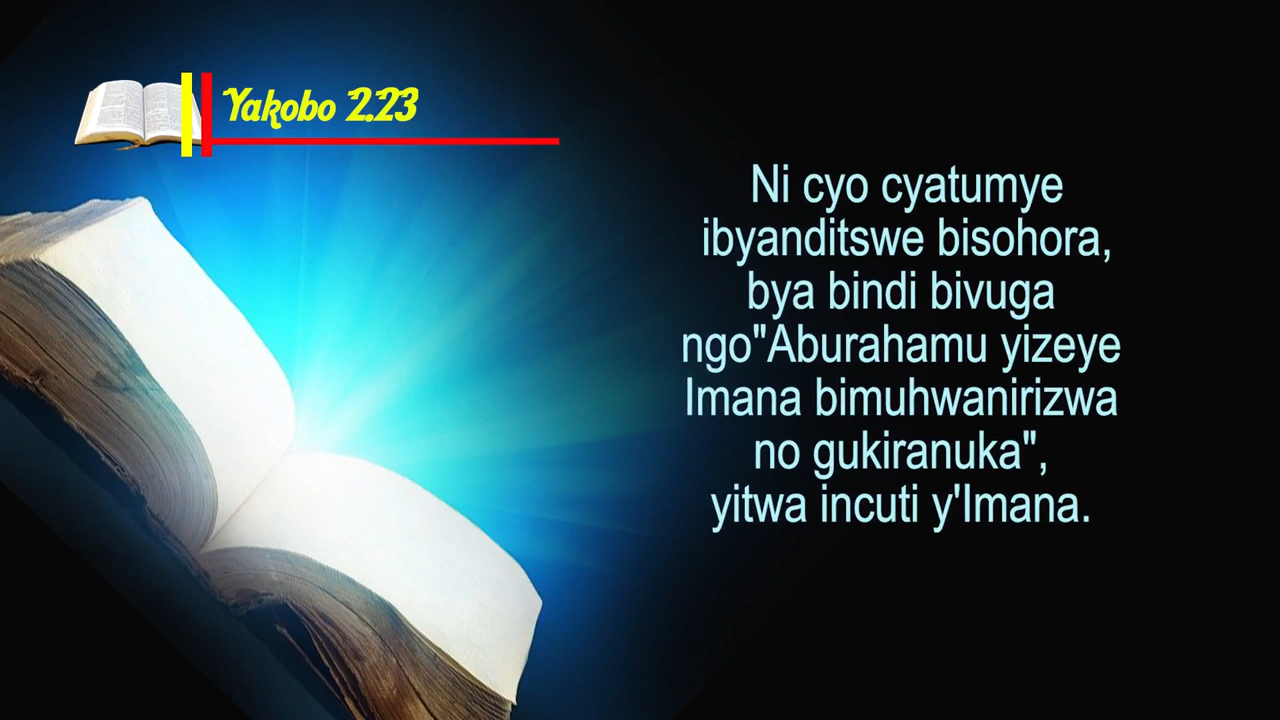 Yakobo 2.23
Ni cyo cyatumye
ibyanditswe bisohora,
bya bindi bivuga
ngo"Aburahamu yizeye
Imana bimuhwanirizwa
no gukiranuka",
yitwa incuti y'Imana.